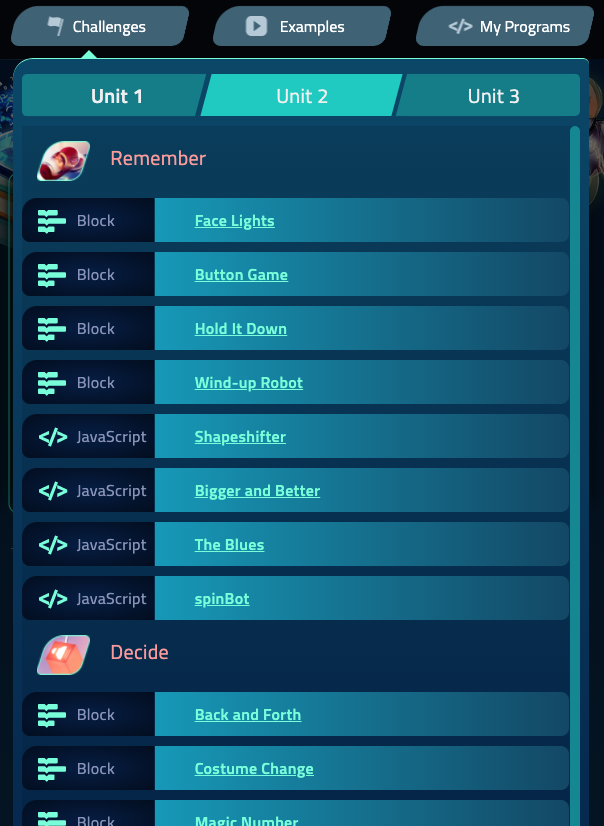 Challenges Examples </> My Programs
Unit 1 Unit 2 Unit 3
Remember
Block Face Lights
Block Button Game
Block Hold It Down
Block Wind-up Robot
</> JavaScript Shapeshifter
</> JavaScript Bigger and Better
</> JavaScript The Blues
</> JavaScript spinBot
Decide
Block Back and Forth
Block Costume Change
Block Magic Number